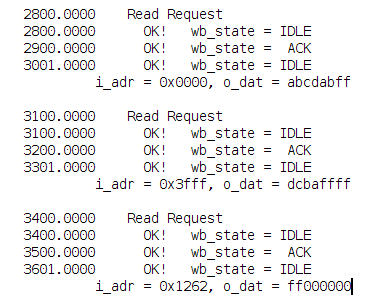 2800.0000    Read Request
2800.0000      OK!   wb_state = IDLE
2900.0000      OK!   wb_state =  ACK
3001.0000      OK!   wb_state = IDLE
i_adr = 0x0000, o_dat = abcdabff
3100.0000    Read Request
3100.0000      OK!   wb_state = IDLE
3200.0000      OK!   wb_state =  ACK
3301.0000      OK!   wb_state = IDLE
i_adr = 0x3fff, o_dat = dcbaffff
3400.0000    Read Request
3400.0000      OK!   wb_state = IDLE
3500.0000      OK!   wb_state =  ACK
3601.0000      OK!   wb_state = IDLE
i_adr = 0x1262, o_dat = ff000000